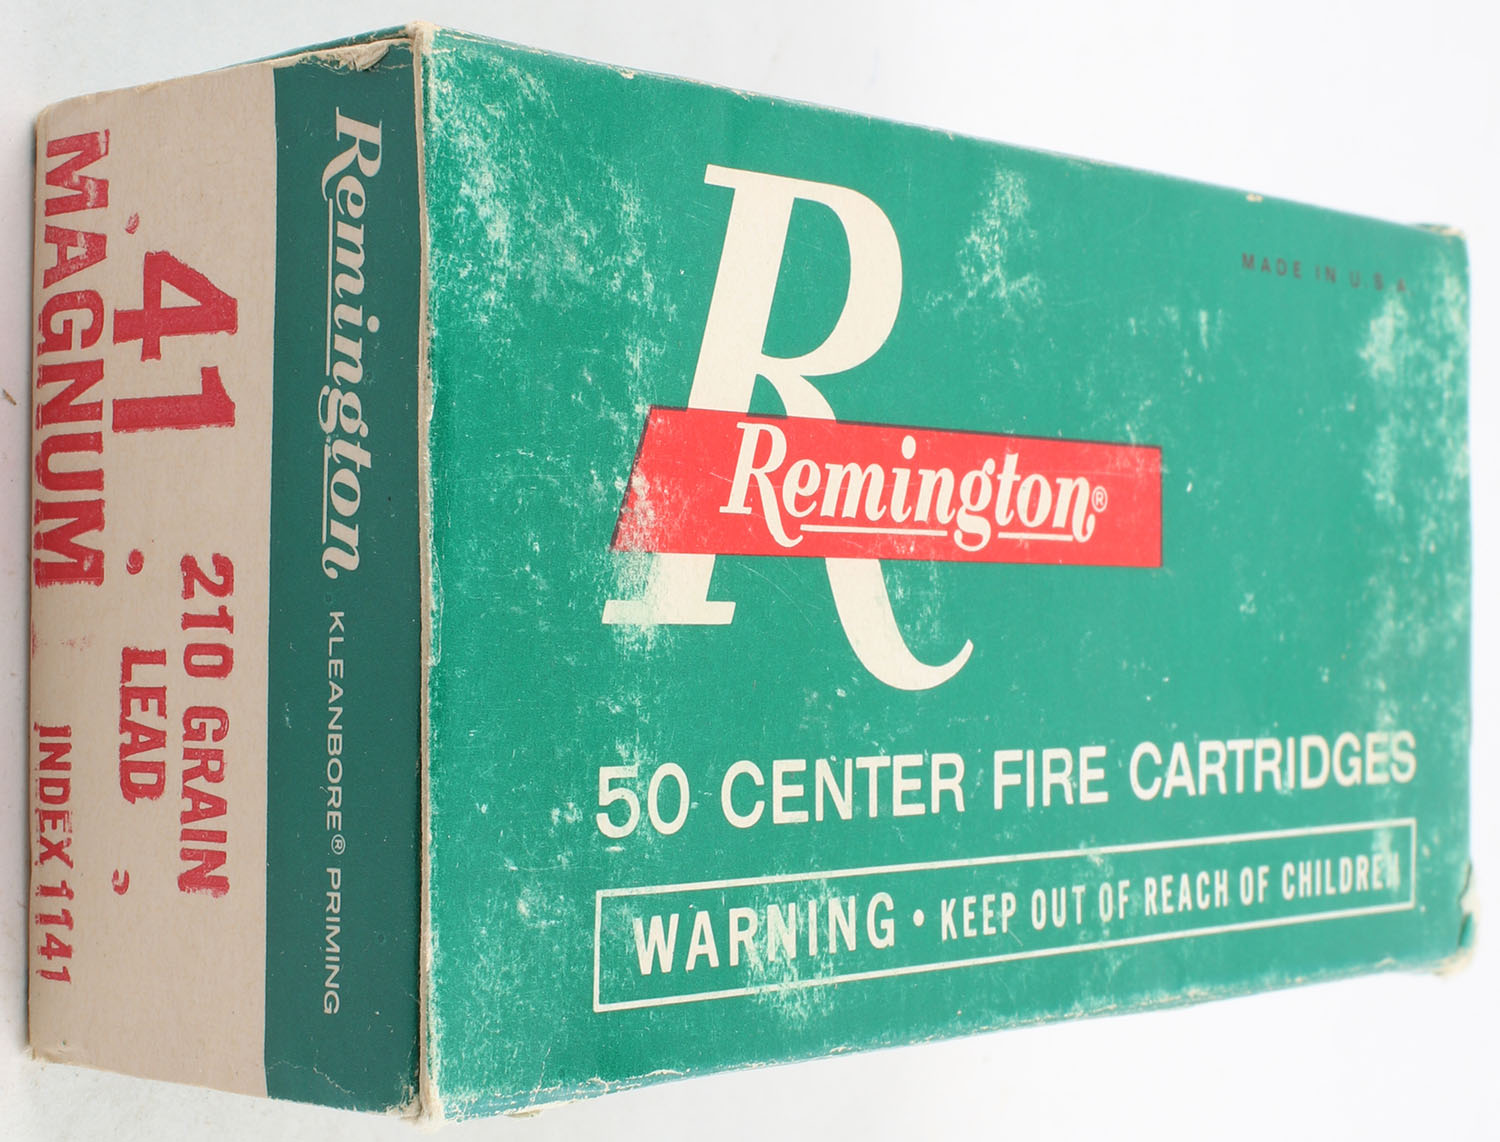 MADE IN U.S.A.
R
Remington®
50 CENTER FIRE CARTRIDGES
WARNING • KEEP OUT OF REACH OF CHILDREN
Remington KLEANBORE® PRIMING
41
MAGNUM
210 GRAIN
LEAD
INDEX 1141